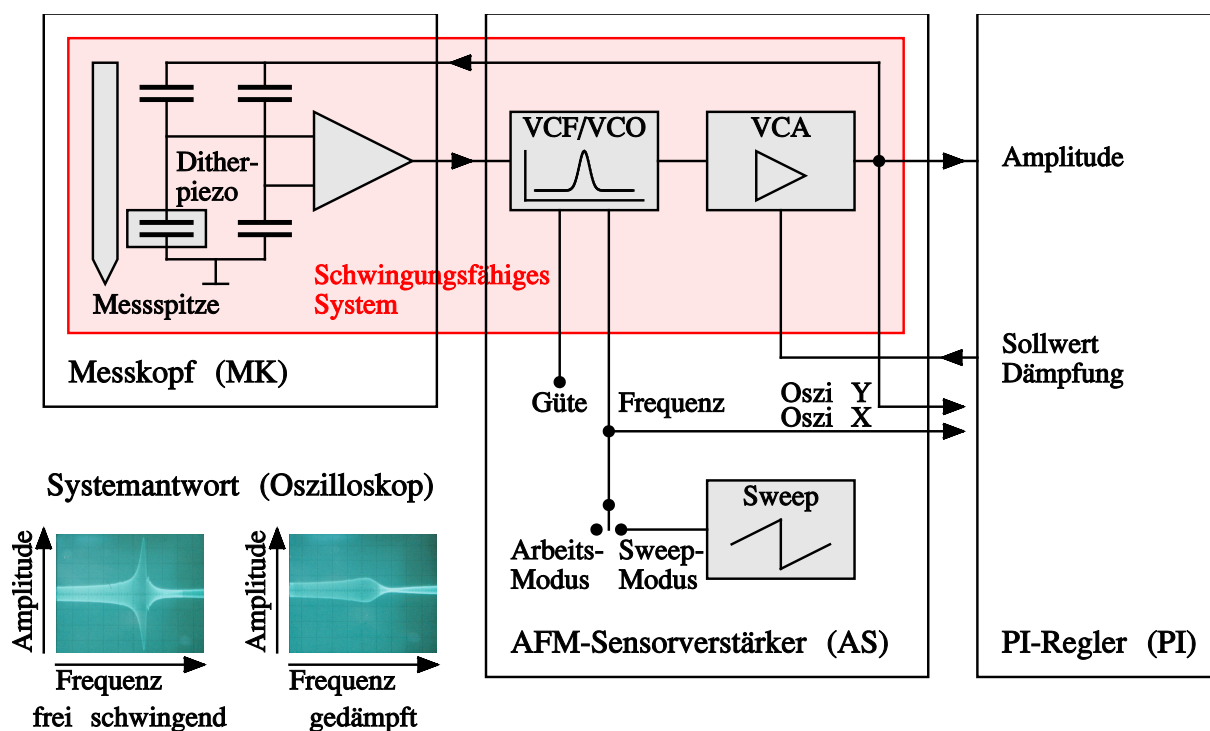 VCF/VCO
VCA
Dither-
piezo
Amplitude
Schwingungsfähiges
System
Messspitze
Messkopf (MK)
Sollwert
Dämpfung
Güte
Frequenz
Oszi Y
Oszi X
Systemantwort (Oszilloskop)
Sweep
Arbeits-
Modus
Sweep-
Modus
Amplitude
Amplitude
AFM-Sensorverstärker (AS)
PI-Regler (PI)
Frequenz
Frequenz
frei schwingend
gedämpft